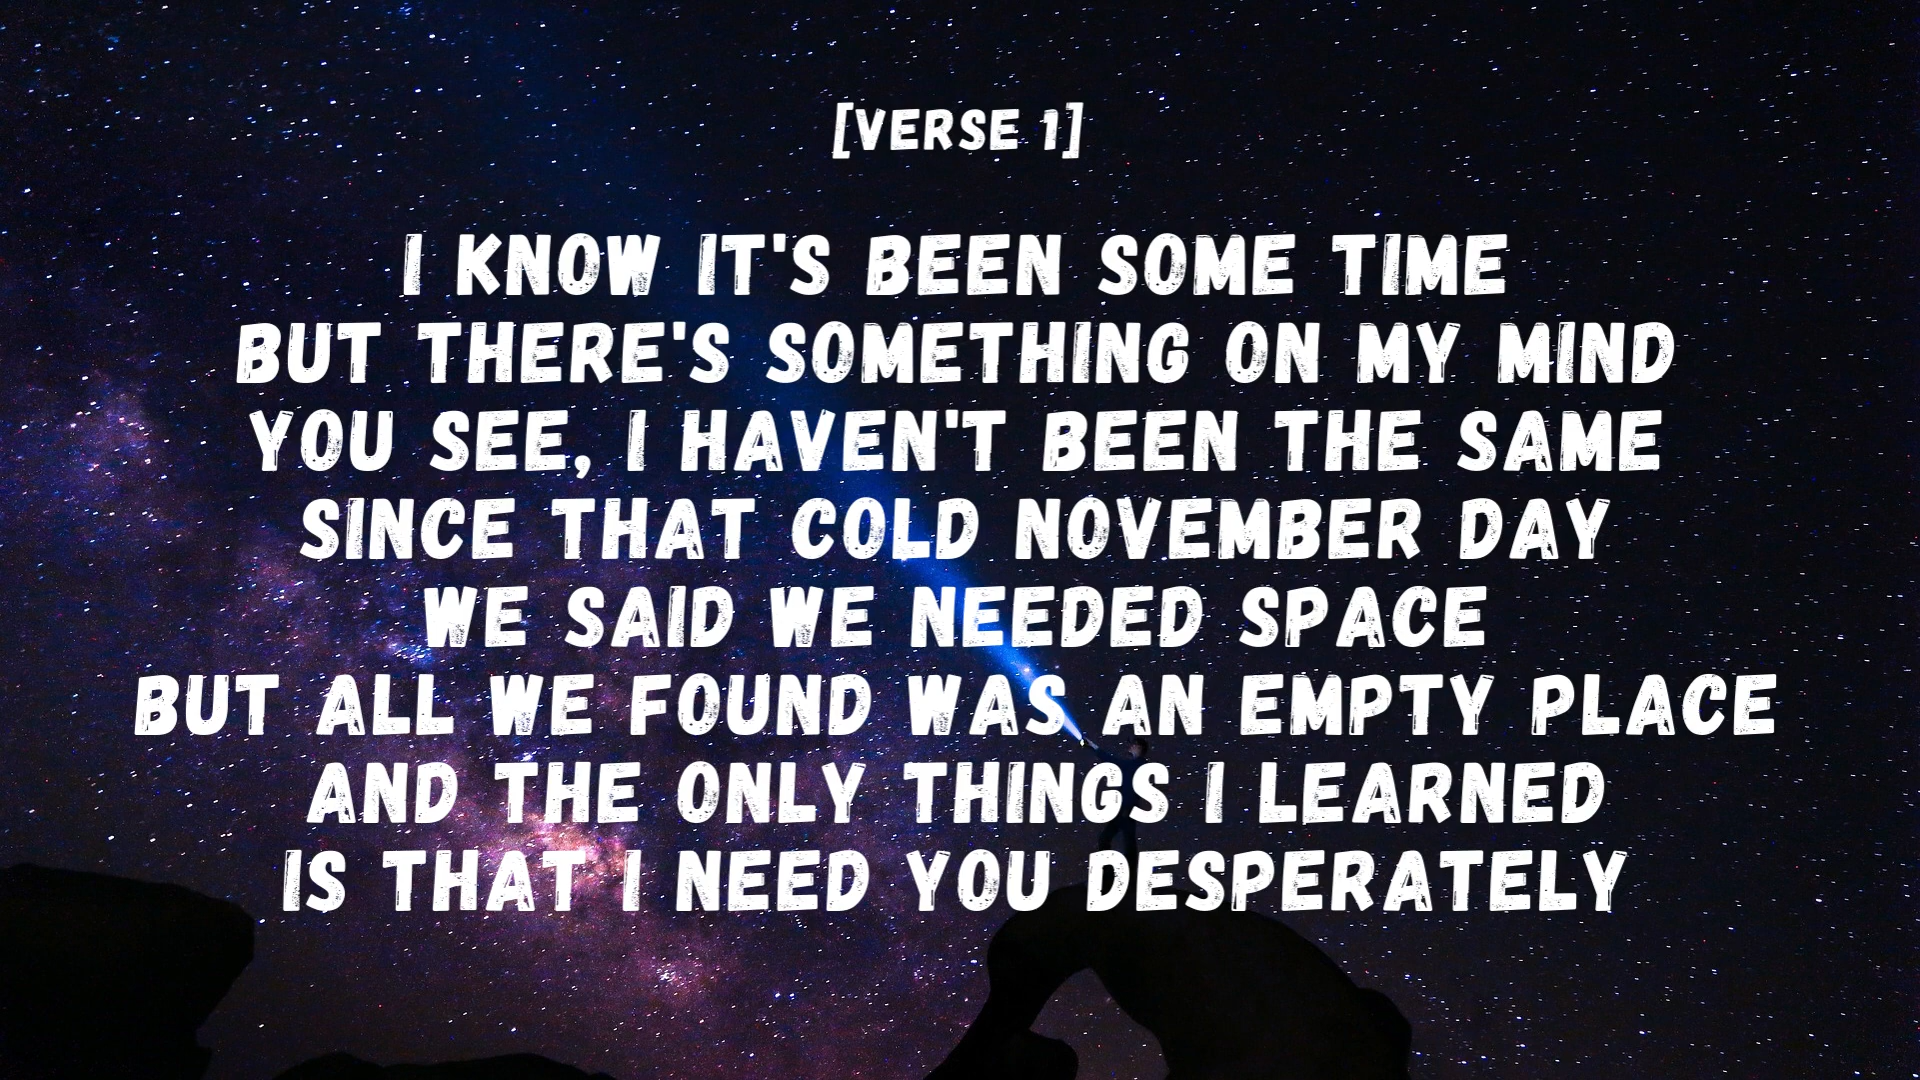 [VERSE 1]
I KNOW IT'S BEEN SOME TIME
BUT THERE'S SOMETHING ON MY MIND
YOU SEE, I HAVEN'T BEEN THE SAME
SINCE THAT COLD NOVEMBER DAY
WE SAID WE NEEDED SPACE
BUT ALL WE FOUND WAS AN EMPTY PLACE
AND THE ONLY THINGS I LEARNED
IS THAT I NEED YOU DESPERATELY